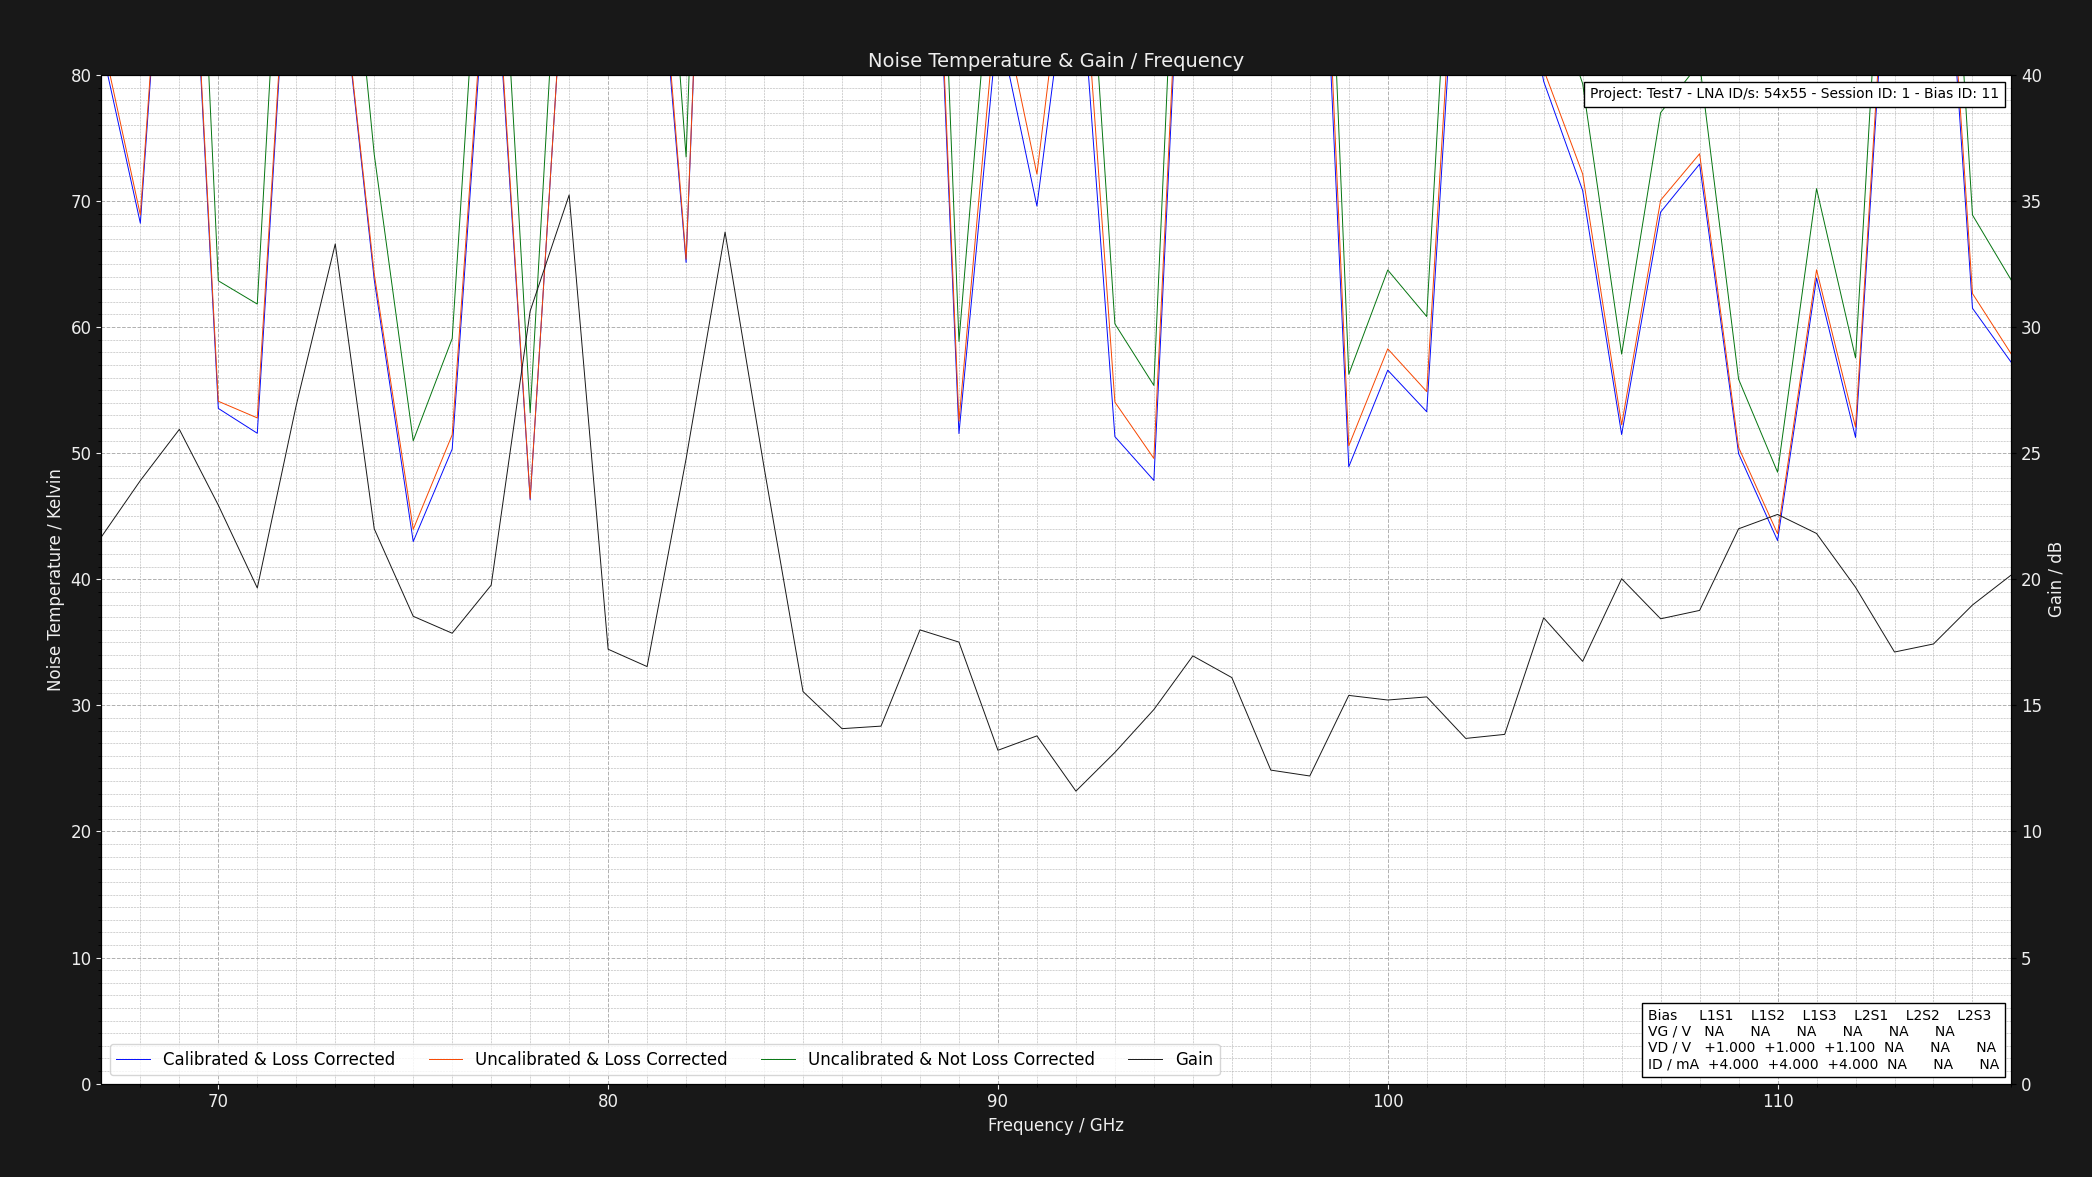 Noise Temperature & Gain / Frequency
80
70
60
50
40
30
20
10
0
Noise Temperature / Kelvin
40
35
30
25
20
15
10
5
0
Gain / dB
Project: Test7 - LNA ID/s: 54x55 - Session ID: 1 - Bias ID: 11
Bias L1S1 L1S2 L1S3 L2S1 L2S2 L2S3
VG / V NA NA NA NA NA NA
VD / V +1.000 +1.000 +1.100 NA NA NA
ID / mA +4.000 +4.000 +4.000 NA NA NA
Calibrated & Loss Corrected Uncalibrated & Loss Corrected Uncalibrated & Not Loss Corrected Gain
70 80 90 100 110
Frequency / GHz